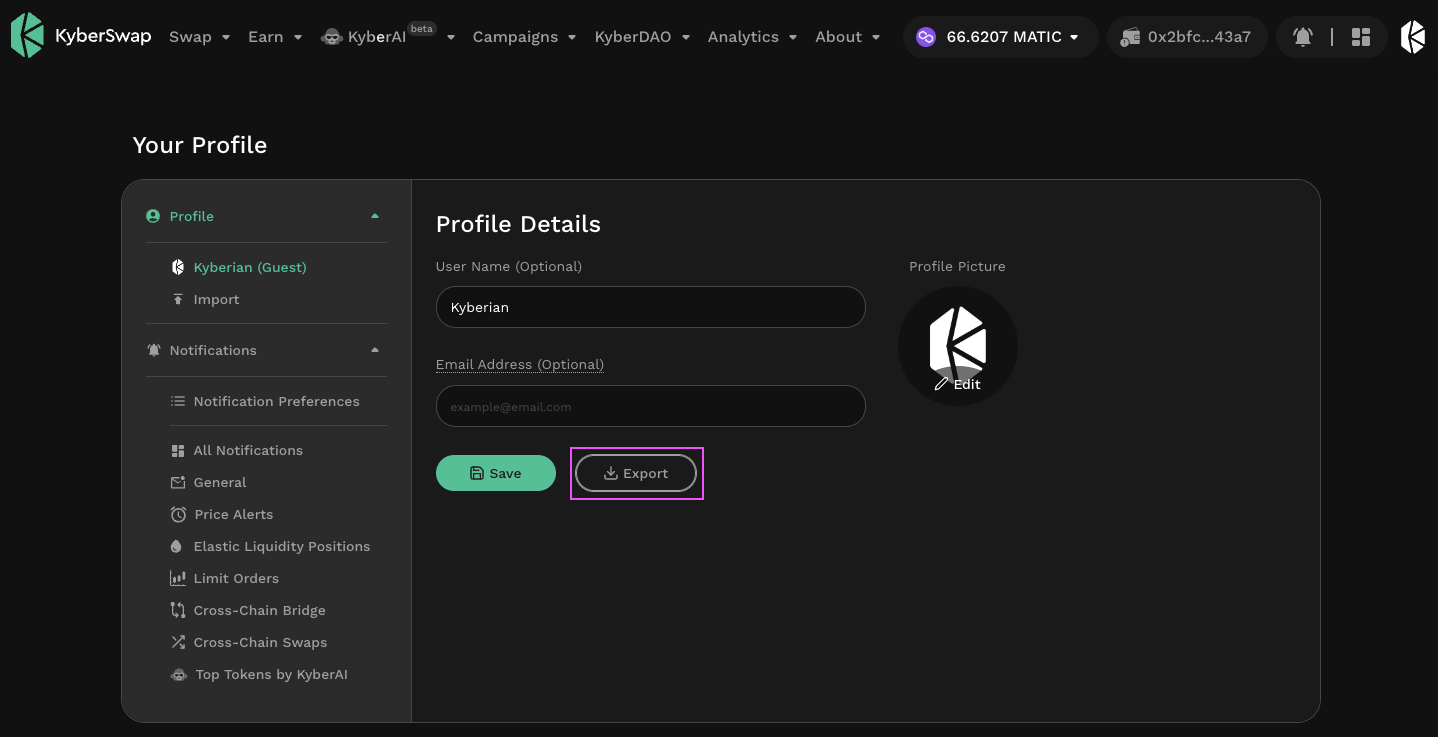 KyberSwap Swap Earn KyberAI beta Campaigns KyberDAO Analytics About 66.6207 MATIC 0x2bfc...43a7
Your Profile
Profile
Kyberian (Guest)
Import
Notifications
Notification Preferences
All Notifications
General
Price Alerts
Elastic Liquidity Positions
Limit Orders
Cross-Chain Bridge
Cross-Chain Swaps
Top Tokens by KyberAI
Profile Details
User Name (Optional)
Kyberian
Email Address (Optional)
example@email.com
Save
Export
Profile Picture
Edit